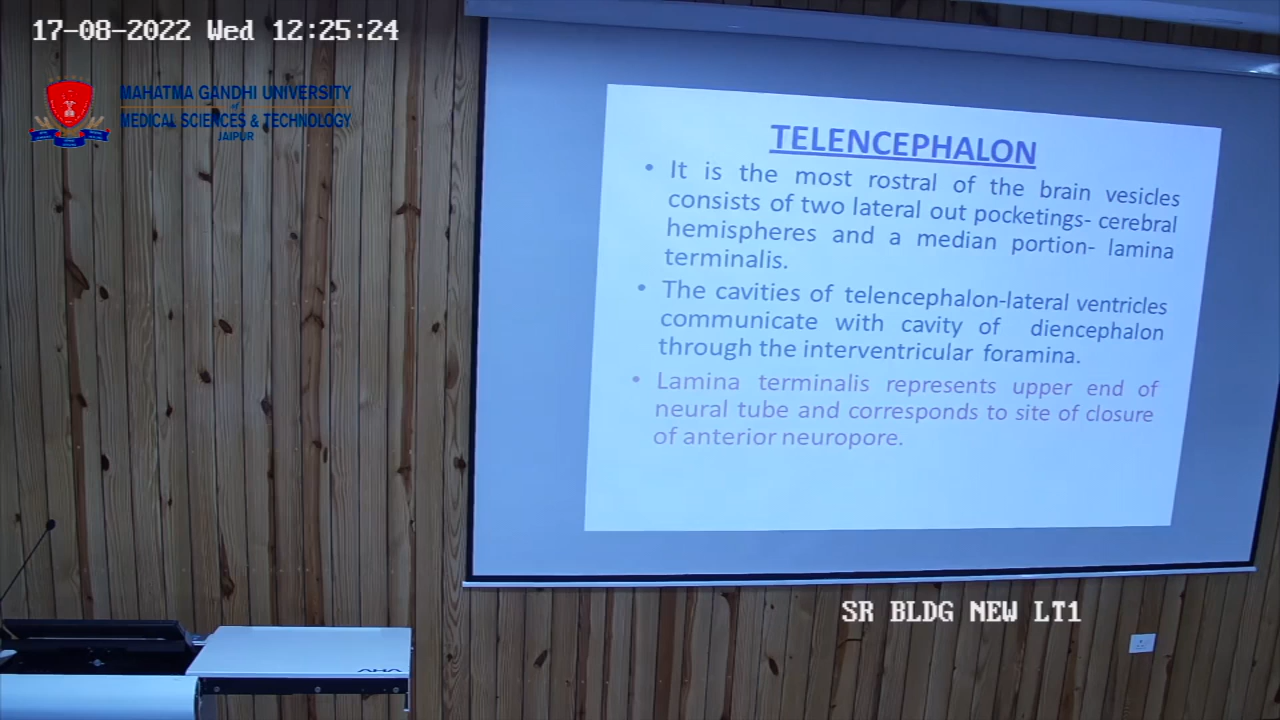 17-08-2022 Wed 12:25:24
MAHATMA GANDHI UNIVERSITY
of
MEDICAL SCIENCES & TECHNOLOGY
JAIPUR
TELENCEPHALON
• It is the most rostral of the brain vesicles
consists of two lateral out pocketings- cerebral
hemispheres and a median portion- lamina
terminalis.
• The cavities of telencephalon-lateral ventricles
communicate with cavity of diencephalon
through the interventricular foramina.
• Lamina terminalis represents upper end of
neural tube and corresponds to site of closure
of anterior neuropore.
SR BLDG NEW LT1